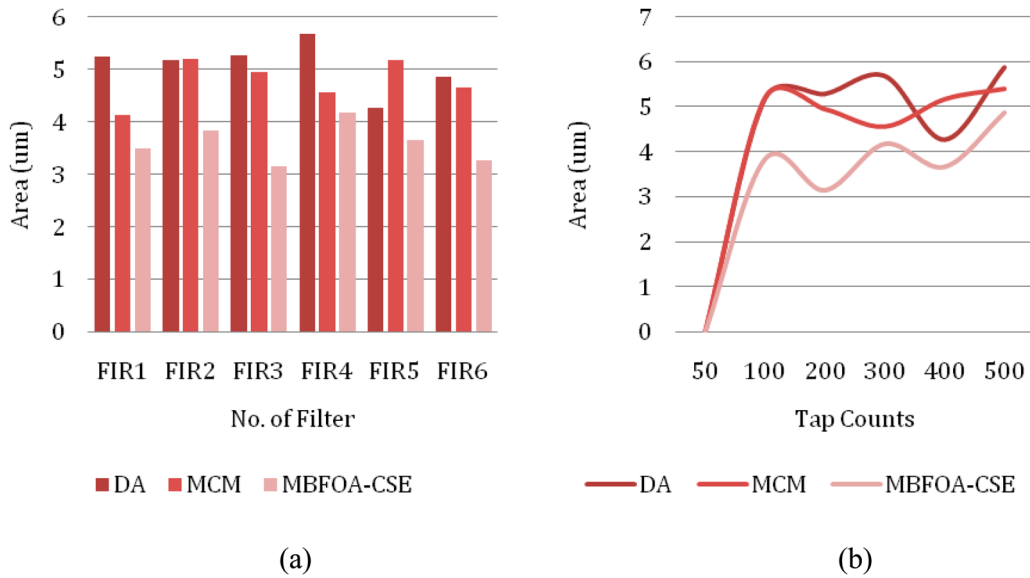 6
5
4
3
2
1
0
Area (um)
FIR1 FIR2 FIR3 FIR4 FIR5 FIR6
No. of Filter
DA MCM MBFOA-CSE
(a)
7
6
5
4
3
2
1
0
Area (um)
50 100 200 300 400 500
Tap Counts
DA MCM MBFOA-CSE
(b)